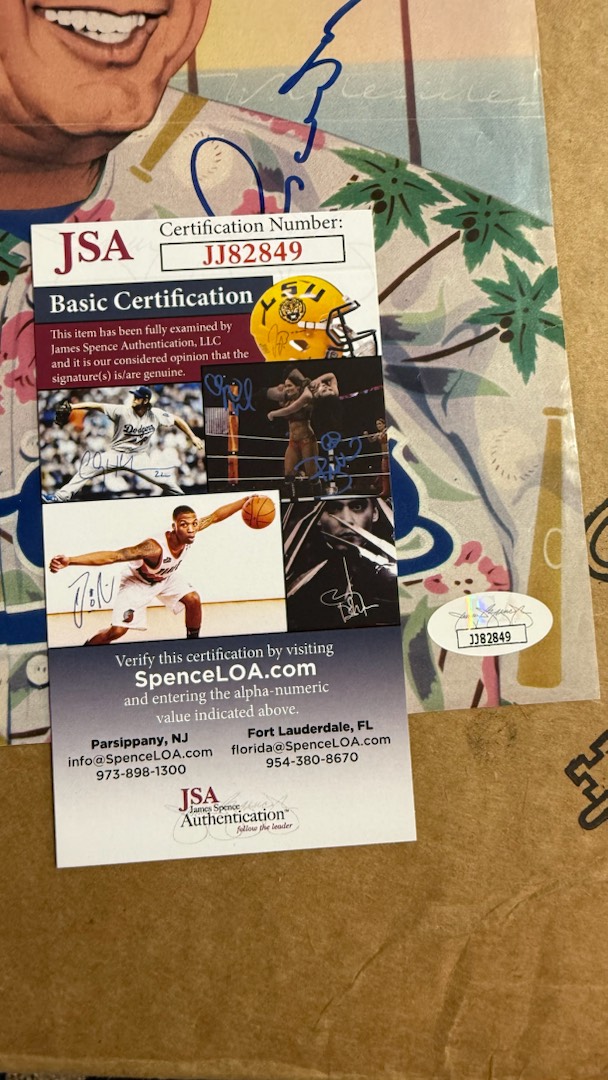 JSA
Certification Number:
JJ82849
Basic Certification
This item has been fully examined by
James Spence Authentication, LLC
and it is our considered opinion that the
signature(s) is/are genuine.
LSU
Dodgers
JJ82849
Verify this certification by visiting
SpenceLOA.com
and entering the alpha-numeric
value indicated above.
Parsippany, NJ
info@SpenceLOA.com
973-898-1300
Fort Lauderdale, FL
florida@SpenceLOA.com
954-380-8670
JSA
James Spence
Authentication™
follow the leader